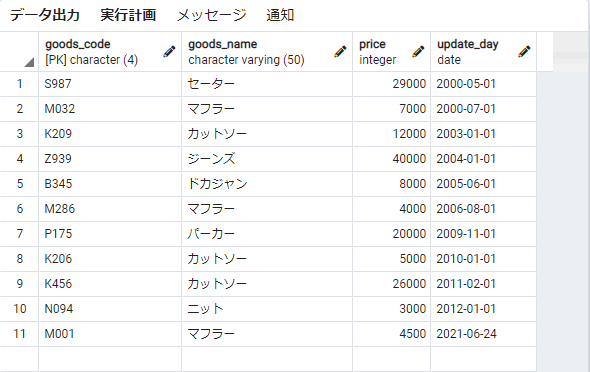 データ出力 実行計画 メッセージ 通知
goods_code goods_name price update_day
[PK] character (4) character varying (50) integer date
1 S987 セーター 29000 2000-05-01
2 M032 マフラー 7000 2000-07-01
3 K209 カットソー 12000 2003-01-01
4 Z939 ジーンズ 40000 2004-01-01
5 B345 ドカジャン 8000 2005-06-01
6 M286 マフラー 4000 2006-08-01
7 P175 パーカー 20000 2009-11-01
8 K206 カットソー 5000 2010-01-01
9 K456 カットソー 26000 2011-02-01
10 N094 ニット 3000 2012-01-01
11 M001 マフラー 4500 2021-06-24